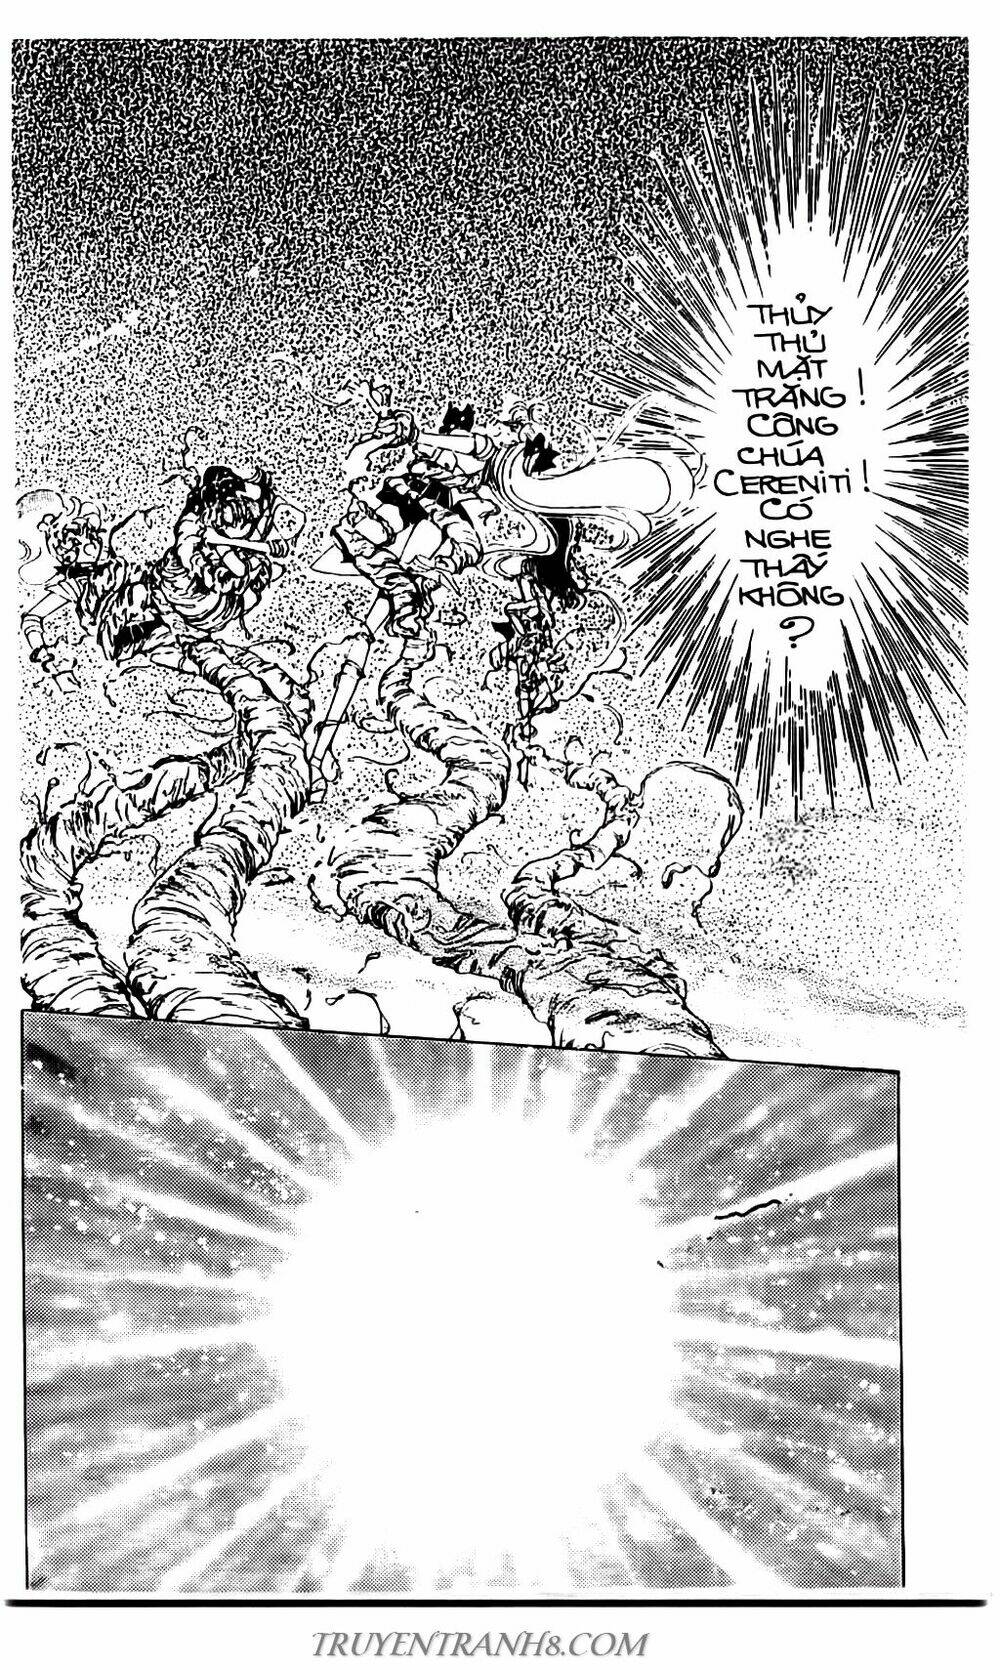 THỦY
THỦ
MẶT
TRĂNG!
CÔNG
CHÚA
CERENITI!
CÓ
NGHE
THẤY
KHÔNG
?
TRUYENTRANH8.COM